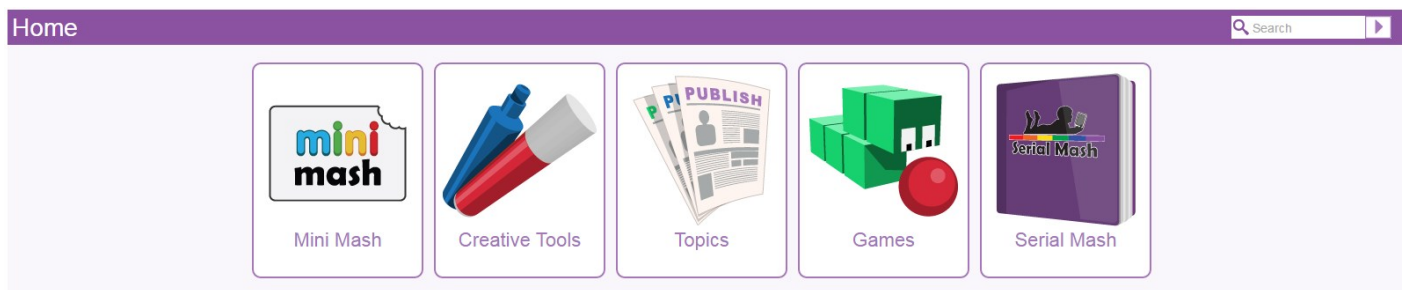 Home
Search
mini
mash
Mini Mash
Creative Tools
PUBLISH
Topics
Games
Serial Mash
Serial Mash